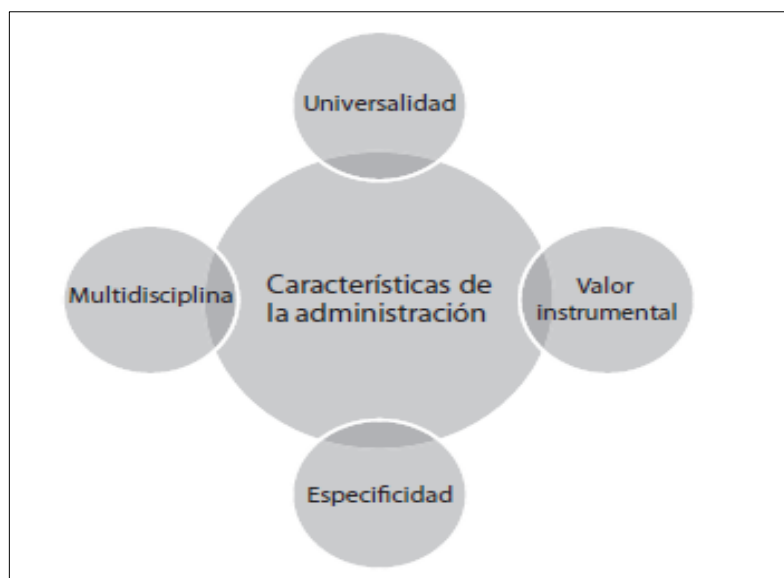 Universalidad
Multidisciplina
Características de
la administración
Valor
instrumental
Especificidad